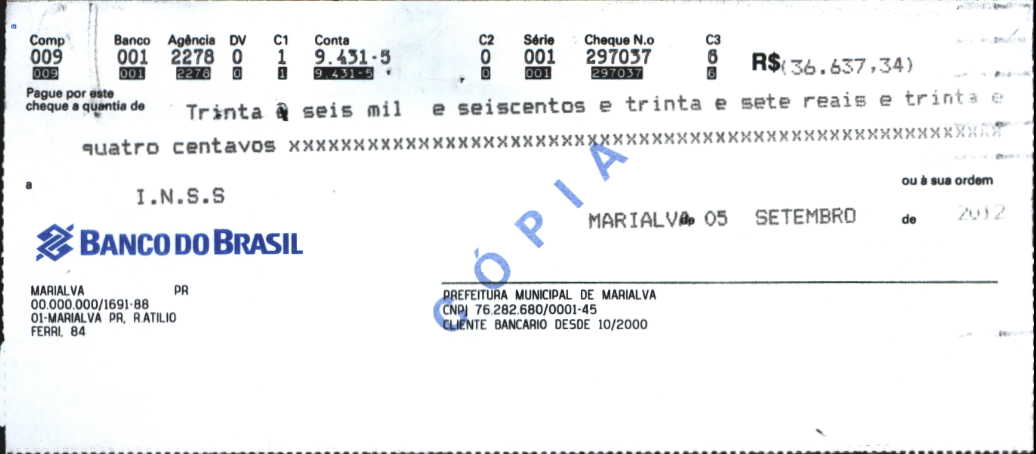 Comp Banco Agência DV C1 Conta C2 Série Cheque N.o C3
009 001 2278 0 1 9.431-5 0 001 297037 6 R$(36.637,34)
009 001 2278 0 1 9.431-5 0 001 297037 6
Pague por este
cheque a quantia de Trinta e seis mil e seiscentos e trinta e sete reais e trinta e
quatro centavos xxxxxxxxxxxxxxxxxxxxxxxxxxxxxxxxxxxxxxxxxxxxxxxxxxxxxxxxxxxxxxxxx
a I.N.S.S ou à sua ordem
MARIALVA, 05 SETEMBRO de 2012
BANCO DO BRASIL
CÓPIA
MARIALVA PR
00.000.000/1691-88
01-MARIALVA PR, R.ATILIO
FERRI, 84
PREFEITURA MUNICIPAL DE MARIALVA
CNPJ 76.282.680/0001-45
CLIENTE BANCARIO DESDE 10/2000